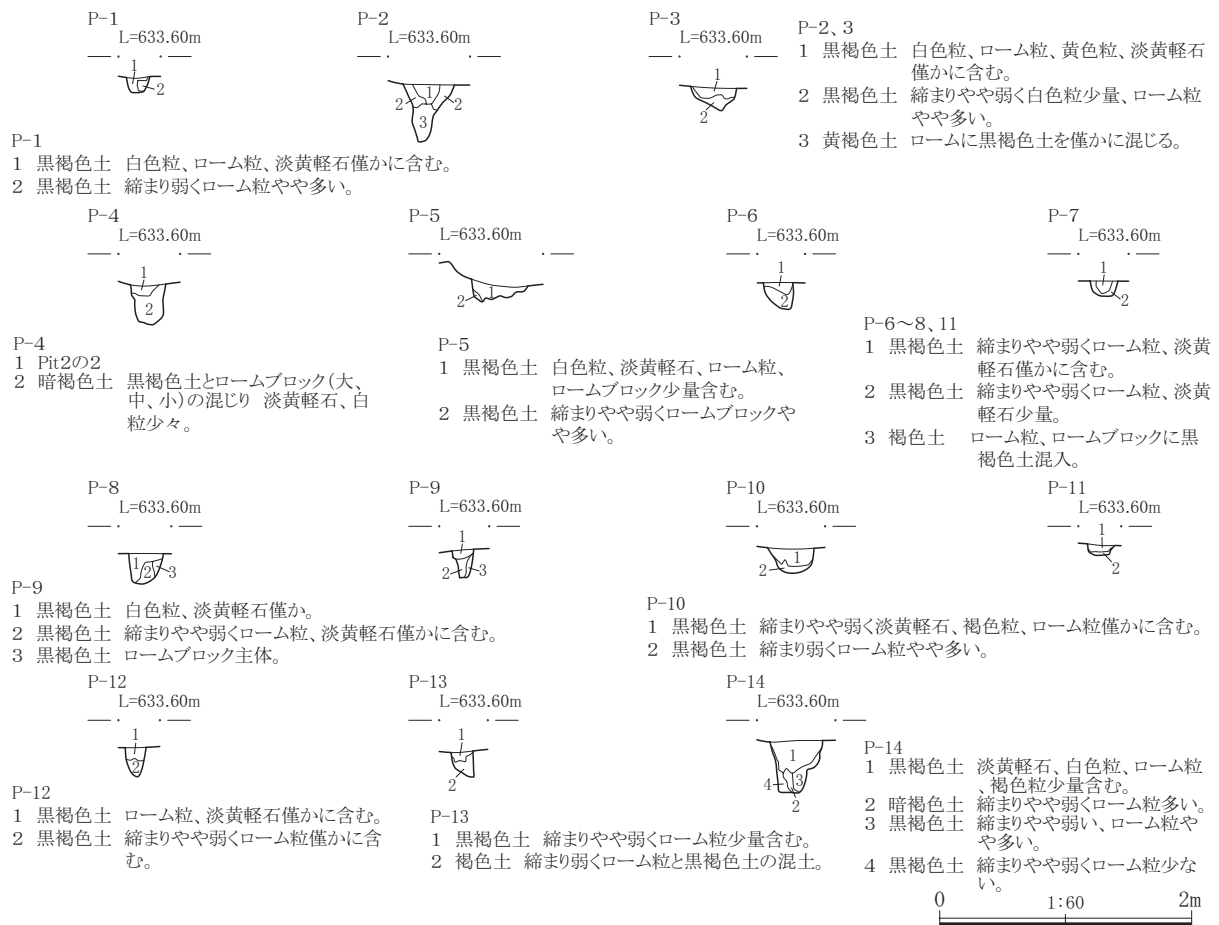 P-1
L=633.60m
1
2
P-2
L=633.60m
1
2
2
3
P-3
L=633.60m
1
2
P-2、3
1 黒褐色土 白色粒、ローム粒、黄色粒、淡黄軽石
僅かに含む。
2 黒褐色土 締まりやや弱く白色粒少量、ローム粒
やや多い。
3 黄褐色土 ロームに黒褐色土を僅かに混じる。
P-1
1 黒褐色土 白色粒、ローム粒、淡黄軽石僅かに含む。
2 黒褐色土 締まり弱くローム粒やや多い。
P-4
L=633.60m
1
2
P-5
L=633.60m
1
2
P-6
L=633.60m
1
2
P-7
L=633.60m
1
2
P-4
1 Pit2の2
2 暗褐色土 黒褐色土とロームブロック(大、
中、小)の混じり 淡黄軽石、白
粒少々。
P-5
1 黒褐色土 白色粒、淡黄軽石、ローム粒、
ロームブロック少量含む。
2 黒褐色土 締まりやや弱くロームブロックや
や多い。
P-6〜8、11
1 黒褐色土 締まりやや弱くローム粒、淡黄
軽石僅かに含む。
2 黒褐色土 締まりやや弱くローム粒、淡黄
軽石少量。
3 褐色土 ローム粒、ロームブロックに黒
褐色土混入。
P-8
L=633.60m
1
2
3
P-9
L=633.60m
1
2
3
P-10
L=633.60m
1
2
P-11
L=633.60m
1
2
P-9
1 黒褐色土 白色粒、淡黄軽石僅か。
2 黒褐色土 締まりやや弱くローム粒、淡黄軽石僅かに含む。
3 黒褐色土 ロームブロック主体。
P-10
1 黒褐色土 締まりやや弱く淡黄軽石、褐色粒、ローム粒僅かに含む。
2 黒褐色土 締まり弱くローム粒やや多い。
P-12
L=633.60m
1
2
P-13
L=633.60m
1
2
P-14
L=633.60m
1
4
3
2
P-12
1 黒褐色土 ローム粒、淡黄軽石僅かに含む。
2 黒褐色土 締まりやや弱くローム粒僅かに含
む。
P-13
1 黒褐色土 締まりやや弱くローム粒少量含む。
2 褐色土 締まり弱くローム粒と黒褐色土の混土。
P-14
1 黒褐色土 淡黄軽石、白色粒、ローム粒
、褐色粒少量含む。
2 暗褐色土 締まりやや弱くローム粒多い。
3 黒褐色土 締まりやや弱い、ローム粒や
や多い。
4 黒褐色土 締まりやや弱くローム粒少な
い。
0 1:60 2m